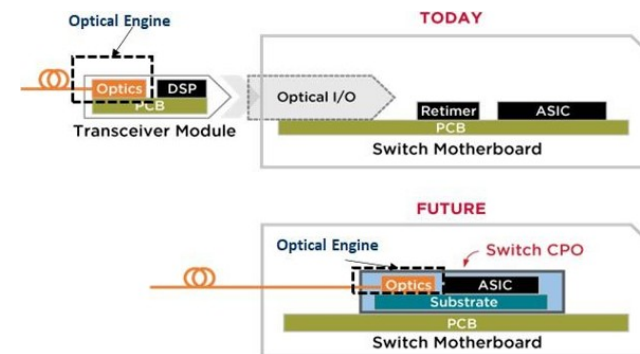 Optical Engine
TODAY
Optics
DSP
PCB
Transceiver Module
Optical I/O
Retimer
ASIC
PCB
Switch Motherboard
FUTURE
Optical Engine
Switch CPO
Optics
ASIC
Substrate
PCB
Switch Motherboard